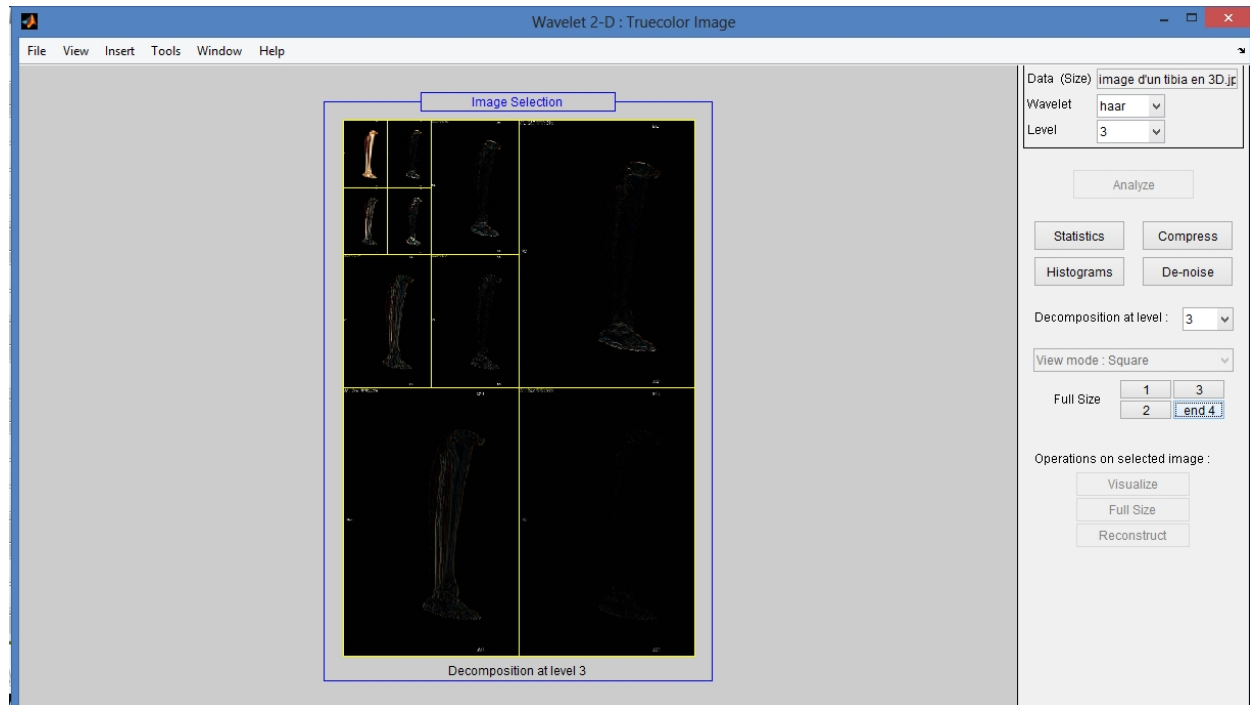 Wavelet 2-D : Truecolor Image
File View Insert Tools Window Help
Image Selection
Decomposition at level 3
Data (Size) image d'un tibia en 3D.jp
Wavelet haar
Level 3
Analyze
Statistics Compress
Histograms De-noise
Decomposition at level : 3
View mode : Square
Full Size
1 3
2 end 4
Operations on selected image :
Visualize
Full Size
Reconstruct